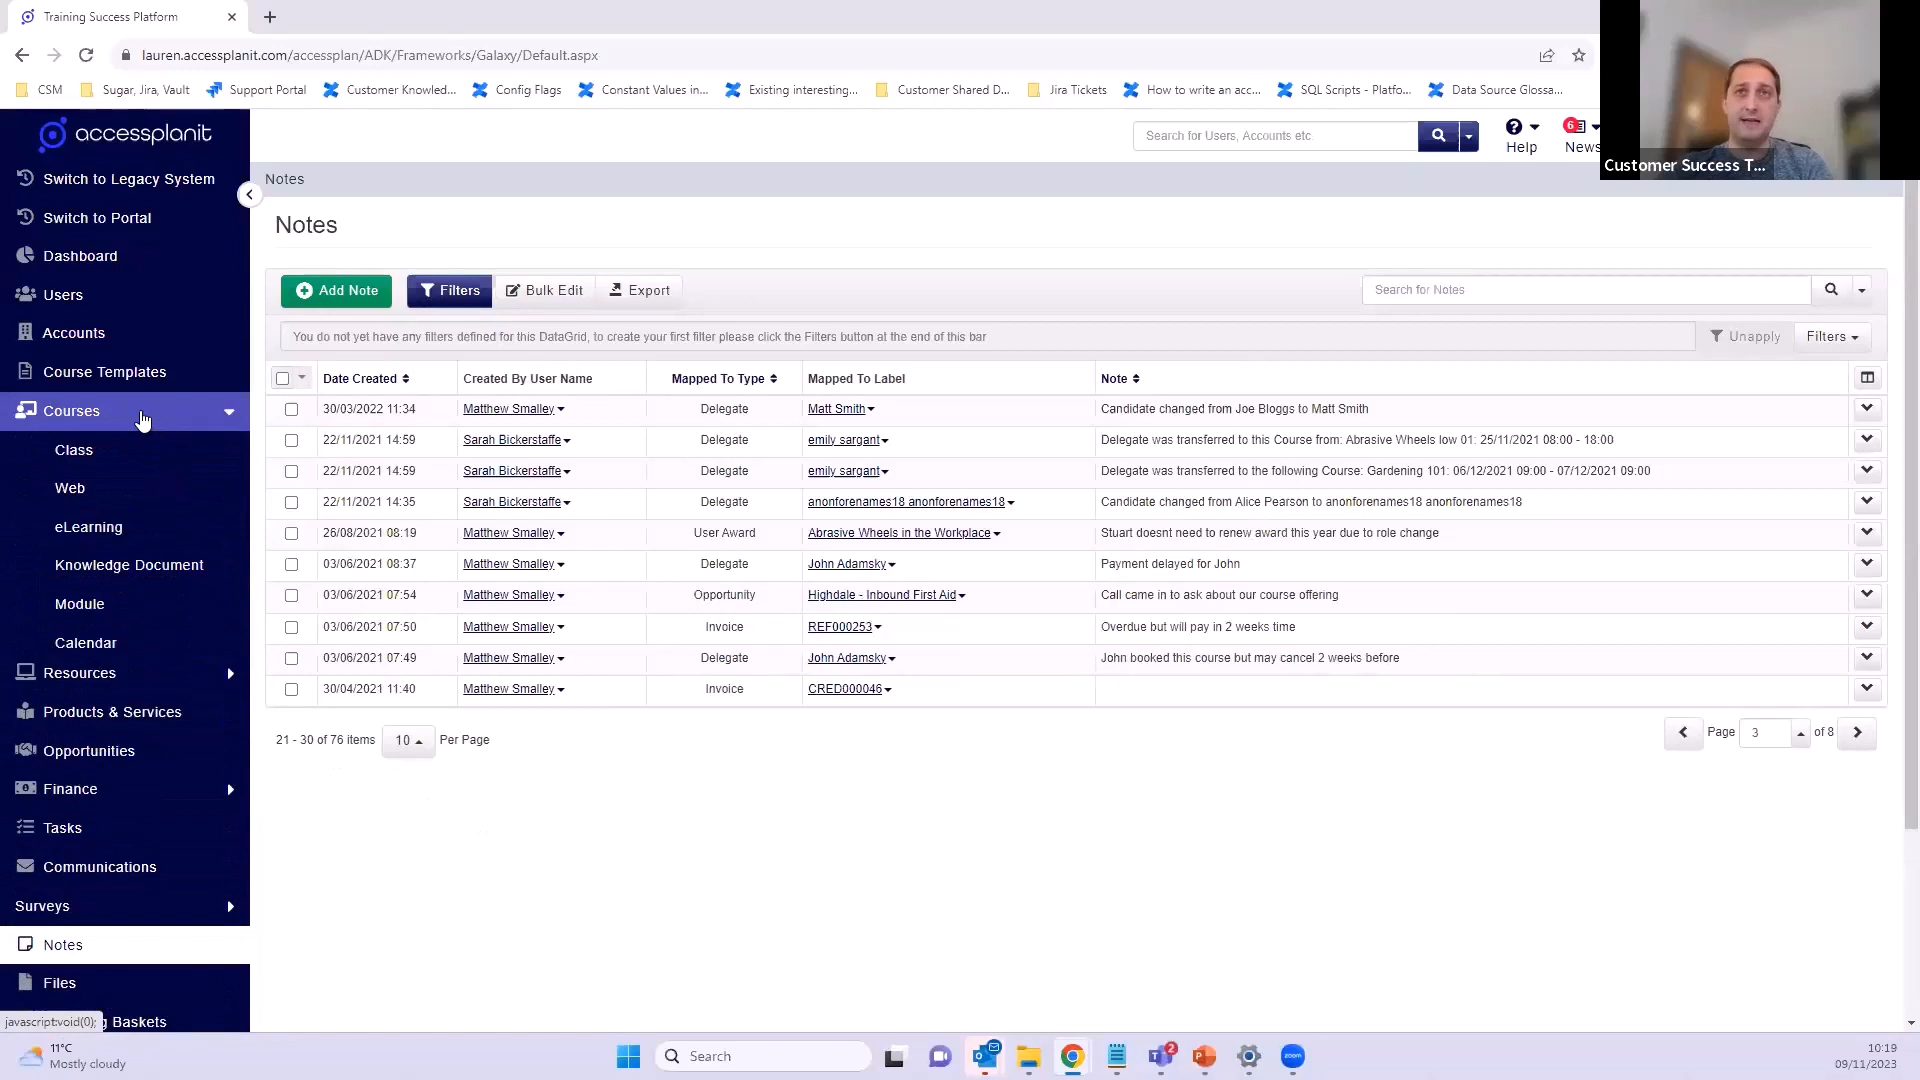 Training Success Platform
lauren.accessplanit.com/accessplan/ADK/Frameworks/Galaxy/Default.aspx
CSM
Sugar, Jira, Vault
Support Portal
Customer Knowled...
Config Flags
Constant Values in...
Existing interesting...
Customer Shared D...
Jira Tickets
How to write an acc...
SQL Scripts - Platfo...
Data Source Glossa...
accessplanit
Search for Users, Accounts etc.
Help
6
News
Customer Success T...
Switch to Legacy System
Switch to Portal
Dashboard
Users
Accounts
Course Templates
Courses
Class
Web
eLearning
Knowledge Document
Module
Calendar
Resources
Products & Services
Opportunities
Finance
Tasks
Communications
Surveys
Notes
Files
javascript:void(0);
g Baskets
Notes
Notes
Add Note
Filters
Bulk Edit
Export
Search for Notes
You do not yet have any filters defined for this DataGrid, to create your first filter please click the Filters button at the end of this bar
Unapply
Filters
Date Created Created By User Name Mapped To Type Mapped To Label Note
30/03/2022 11:34 Matthew Smalley Delegate Matt Smith Candidate changed from Joe Bloggs to Matt Smith
22/11/2021 14:59 Sarah Bickerstaffe Delegate emily sargant Delegate was transferred to this Course from: Abrasive Wheels low 01: 25/11/2021 08:00 - 18:00
22/11/2021 14:59 Sarah Bickerstaffe Delegate emily sargant Delegate was transferred to the following Course: Gardening 101: 06/12/2021 09:00 - 07/12/2021 09:00
22/11/2021 14:35 Sarah Bickerstaffe Delegate anonforenames18 anonforenames18 Candidate changed from Alice Pearson to anonforenames18 anonforenames18
26/08/2021 08:19 Matthew Smalley User Award Abrasive Wheels in the Workplace Stuart doesnt need to renew award this year due to role change
03/06/2021 08:37 Matthew Smalley Delegate John Adamsky Payment delayed for John
03/06/2021 07:54 Matthew Smalley Opportunity Highdale - Inbound First Aid Call came in to ask about our course offering
03/06/2021 07:50 Matthew Smalley Invoice REF000253 Overdue but will pay in 2 weeks time
03/06/2021 07:49 Matthew Smalley Delegate John Adamsky John booked this course but may cancel 2 weeks before
30/04/2021 11:40 Matthew Smalley Invoice CRED000046
21 - 30 of 76 items 10 Per Page
Page 3 of 8
11°C
Mostly cloudy
Search
2
zoom
10:19
09/11/2023